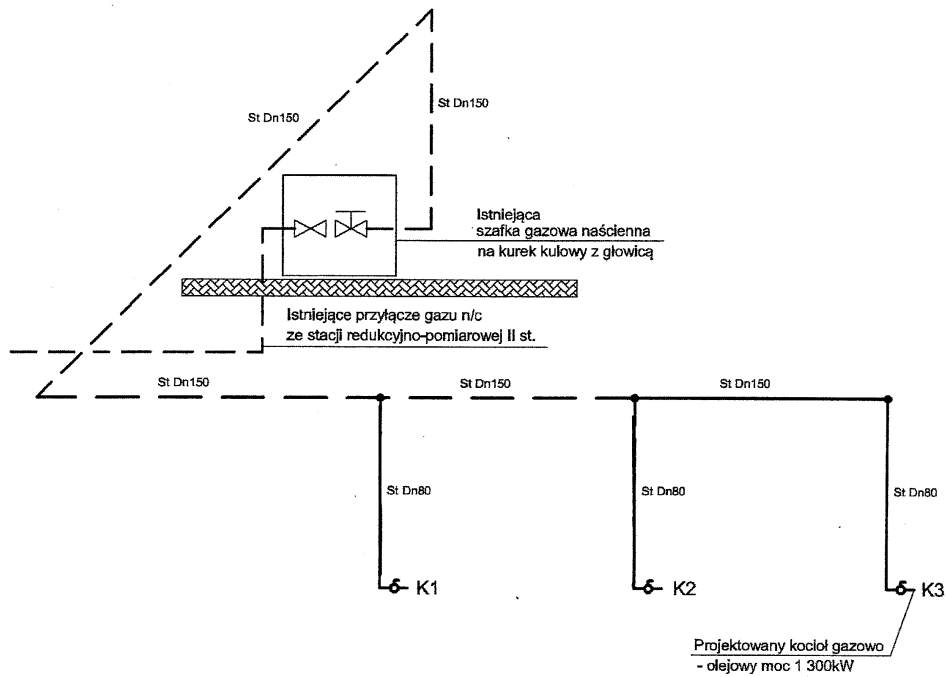 St Dn150
St Dn150
Istniejąca
szafka gazowa naścienna
na kurek kulowy z głowicą
Istniejące przyłącze gazu n/c
ze stacji redukcyjno-pomiarowej II st.
St Dn150
St Dn150
St Dn150
St Dn80
St Dn80
St Dn80
K1
K2
K3
Projektowany kocioł gazowo
- olejowy moc 1 300kW